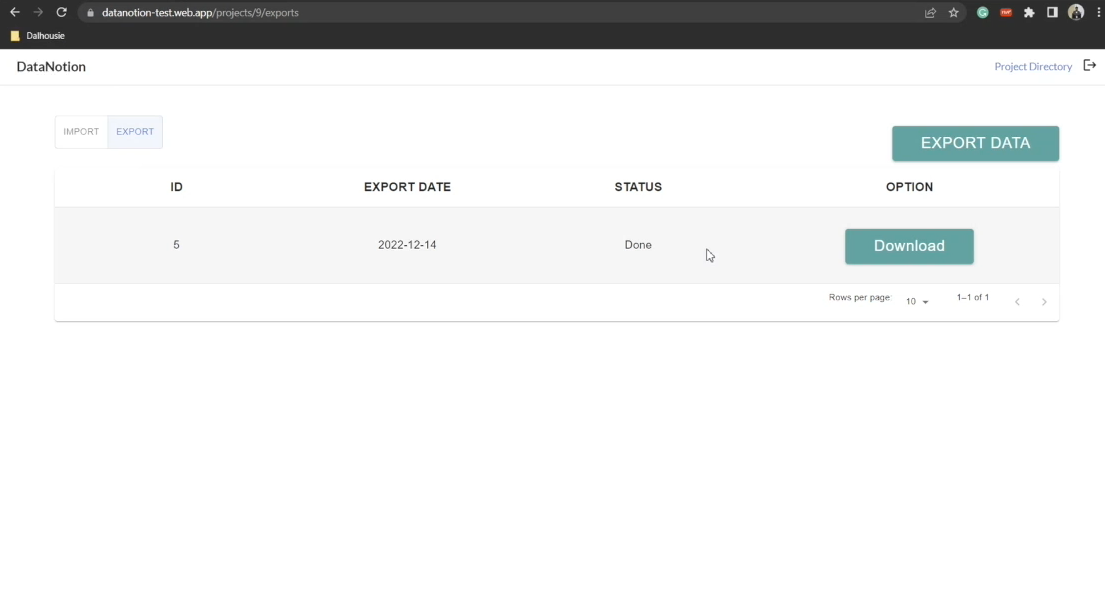 datanotion-test.web.app/projects/9/exports
Dalhousie
DataNotion
Project Directory
IMPORT
EXPORT
EXPORT DATA
ID
EXPORT DATE
STATUS
OPTION
5
2022-12-14
Done
Download
Rows per page:
10
1–1 of 1